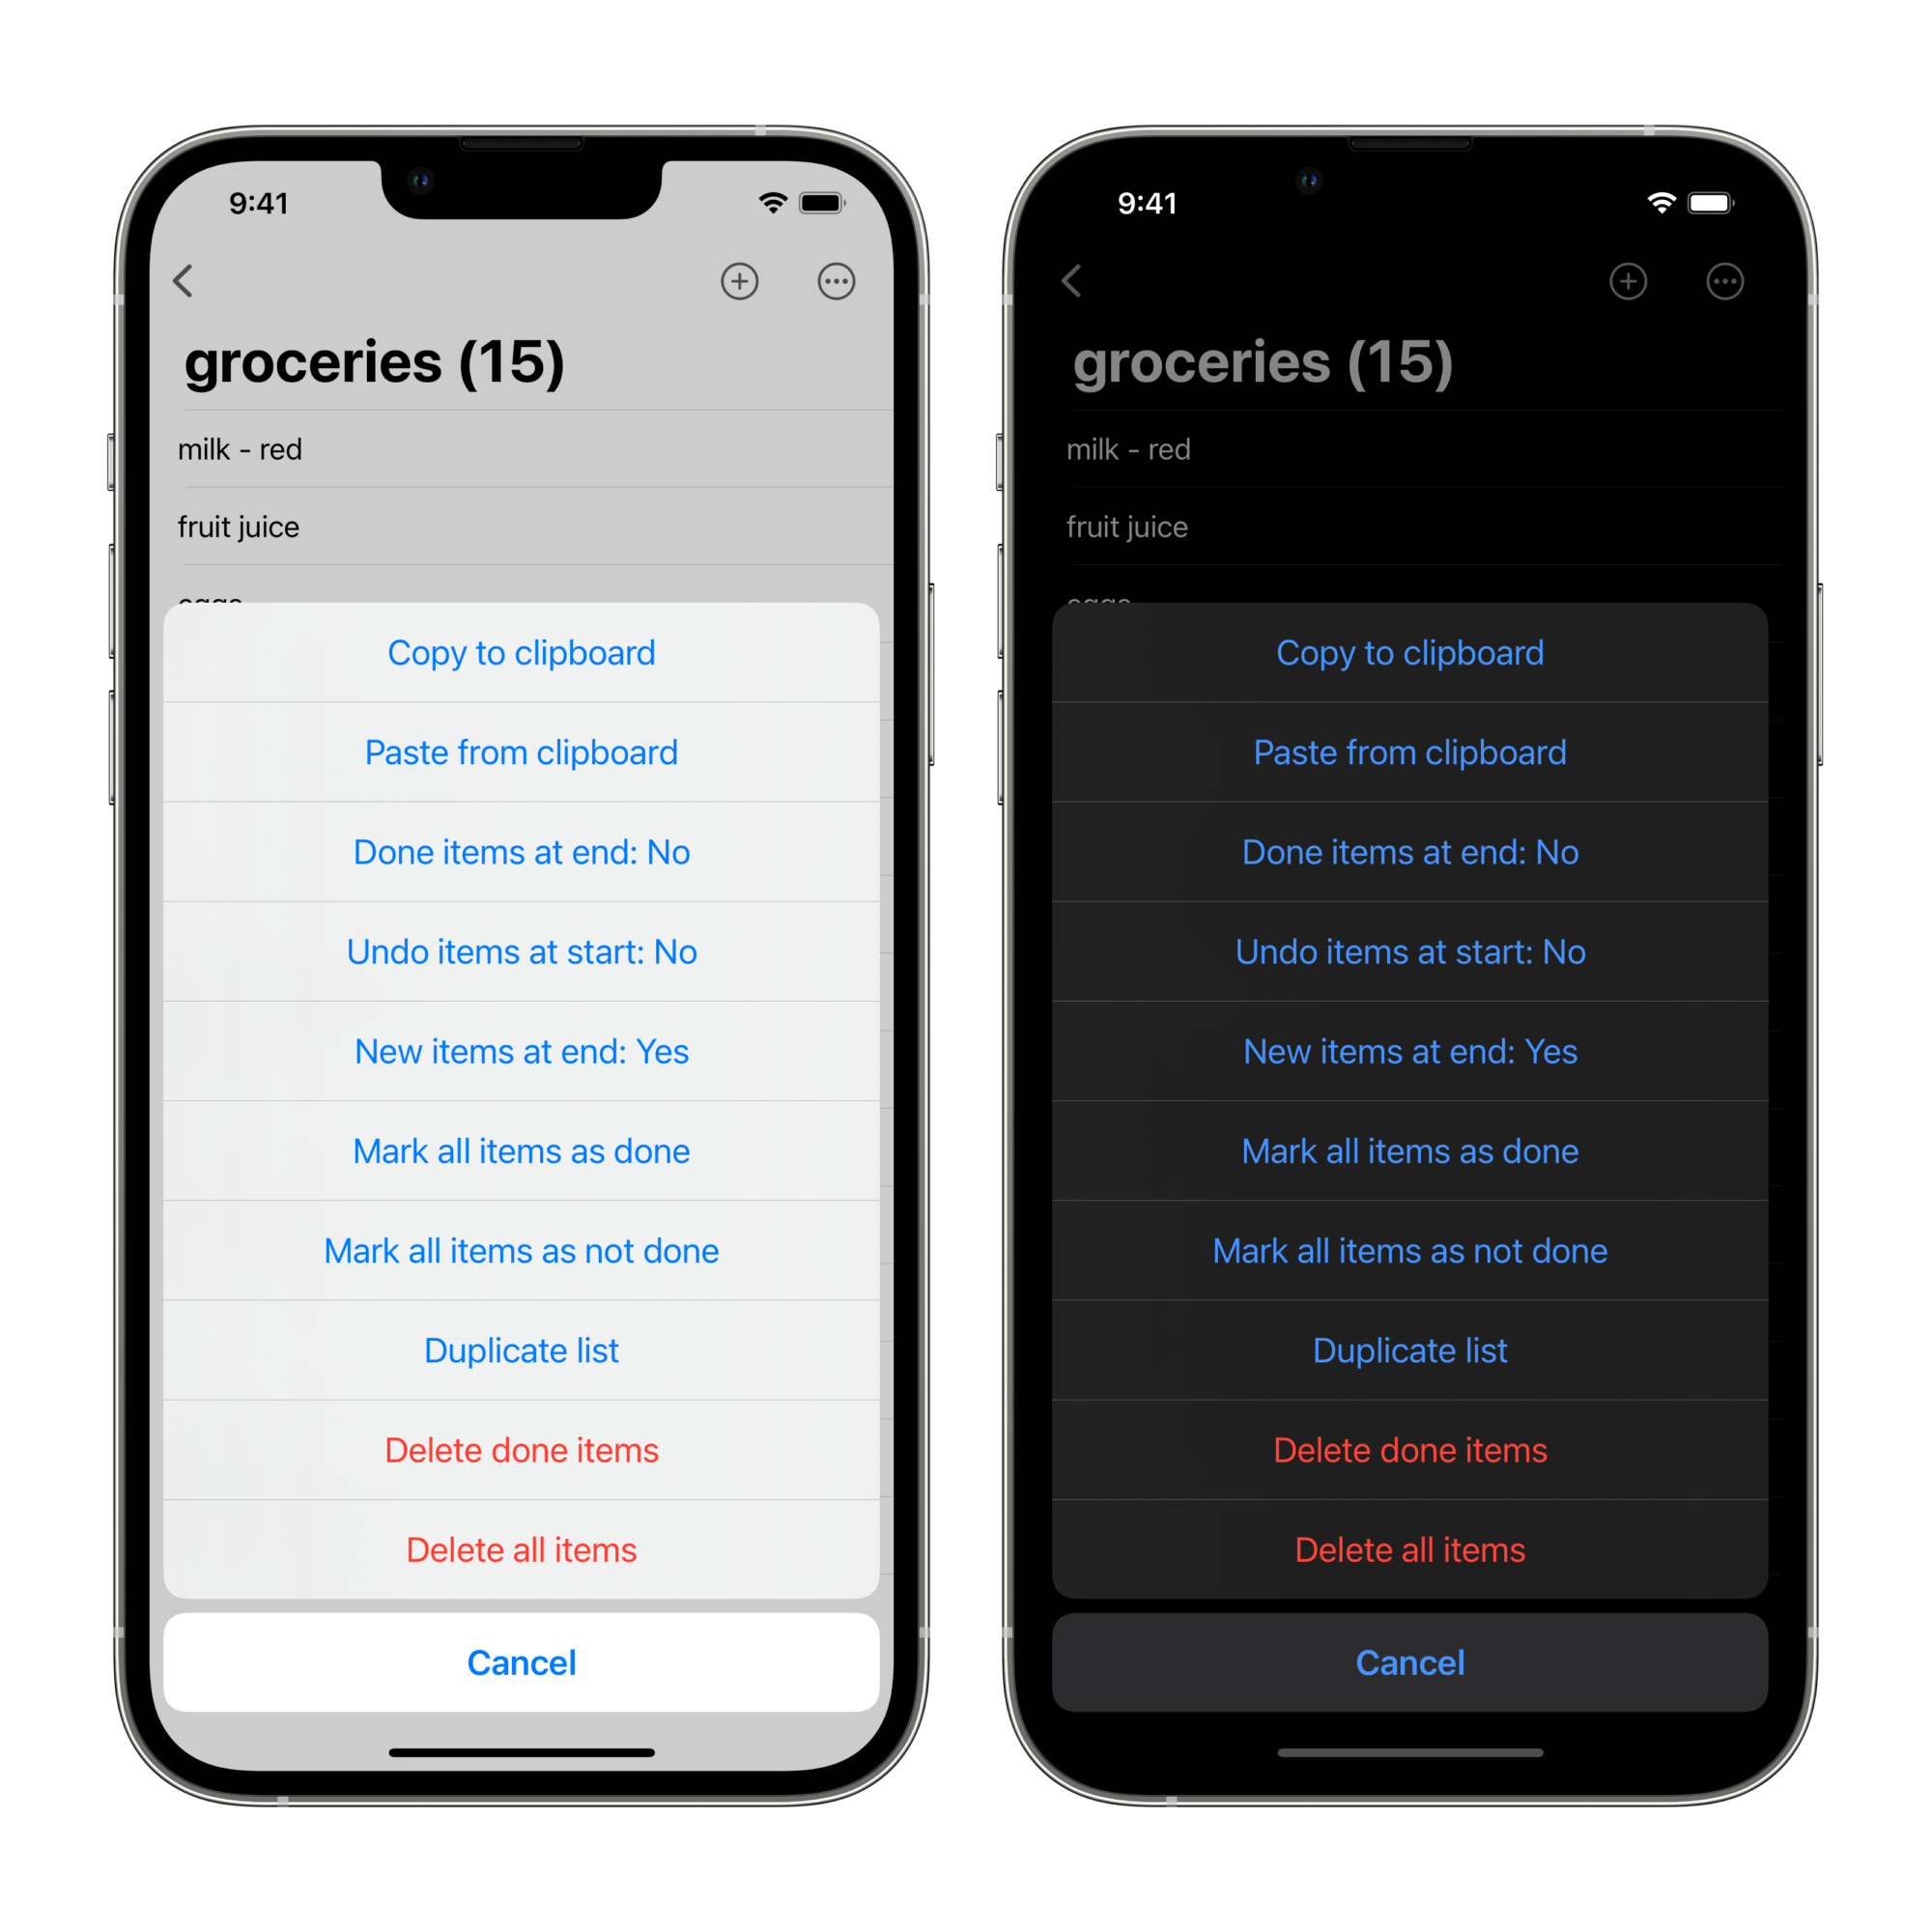 9:41
groceries (15)
milk - red
fruit juice
eggs
Copy to clipboard
Paste from clipboard
Done items at end: No
Undo items at start: No
New items at end: Yes
Mark all items as done
Mark all items as not done
Duplicate list
Delete done items
Delete all items
Cancel
9:41
groceries (15)
milk - red
fruit juice
eggs
Copy to clipboard
Paste from clipboard
Done items at end: No
Undo items at start: No
New items at end: Yes
Mark all items as done
Mark all items as not done
Duplicate list
Delete done items
Delete all items
Cancel